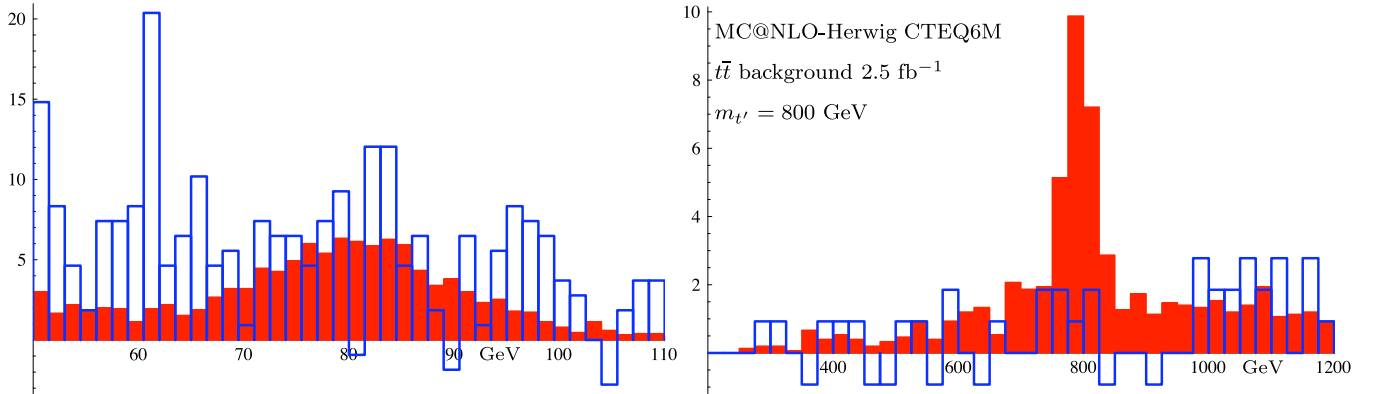 20
15
10
5
60 70 80 90 GeV 100 110
10
8
6
4
2
MC@NLO-Herwig CTEQ6M
tt̄ background 2.5 fb⁻¹
m_{t′} = 800 GeV
400 600 800 1000 GeV 1200